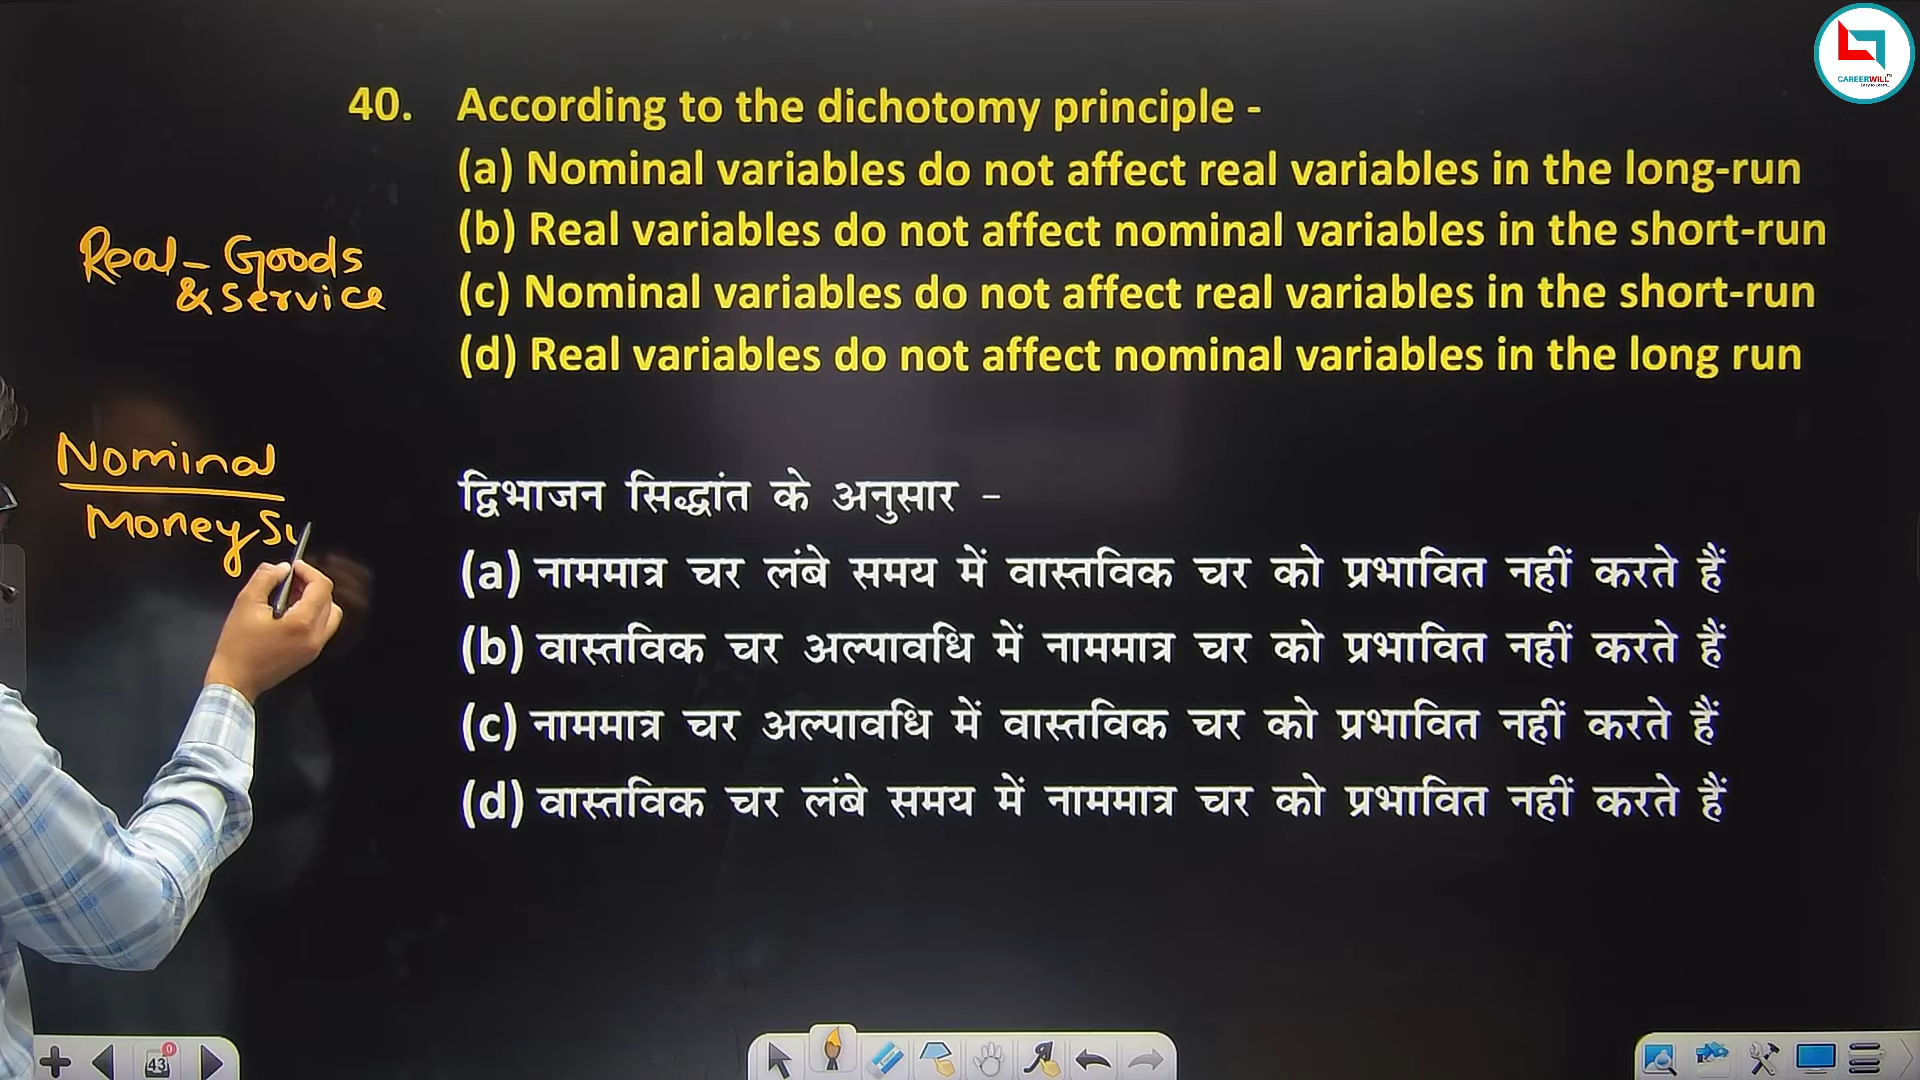 CAREERWILL
40. According to the dichotomy principle -
(a) Nominal variables do not affect real variables in the long-run
(b) Real variables do not affect nominal variables in the short-run
(c) Nominal variables do not affect real variables in the short-run
(d) Real variables do not affect nominal variables in the long run
Real - Goods
& Service
Nominal
Money Su
द्विभाजन सिद्धांत के अनुसार –
(a) नाममात्र चर लंबे समय में वास्तविक चर को प्रभावित नहीं करते हैं
(b) वास्तविक चर अल्पावधि में नाममात्र चर को प्रभावित नहीं करते हैं
(c) नाममात्र चर अल्पावधि में वास्तविक चर को प्रभावित नहीं करते हैं
(d) वास्तविक चर लंबे समय में नाममात्र चर को प्रभावित नहीं करते हैं
43
0